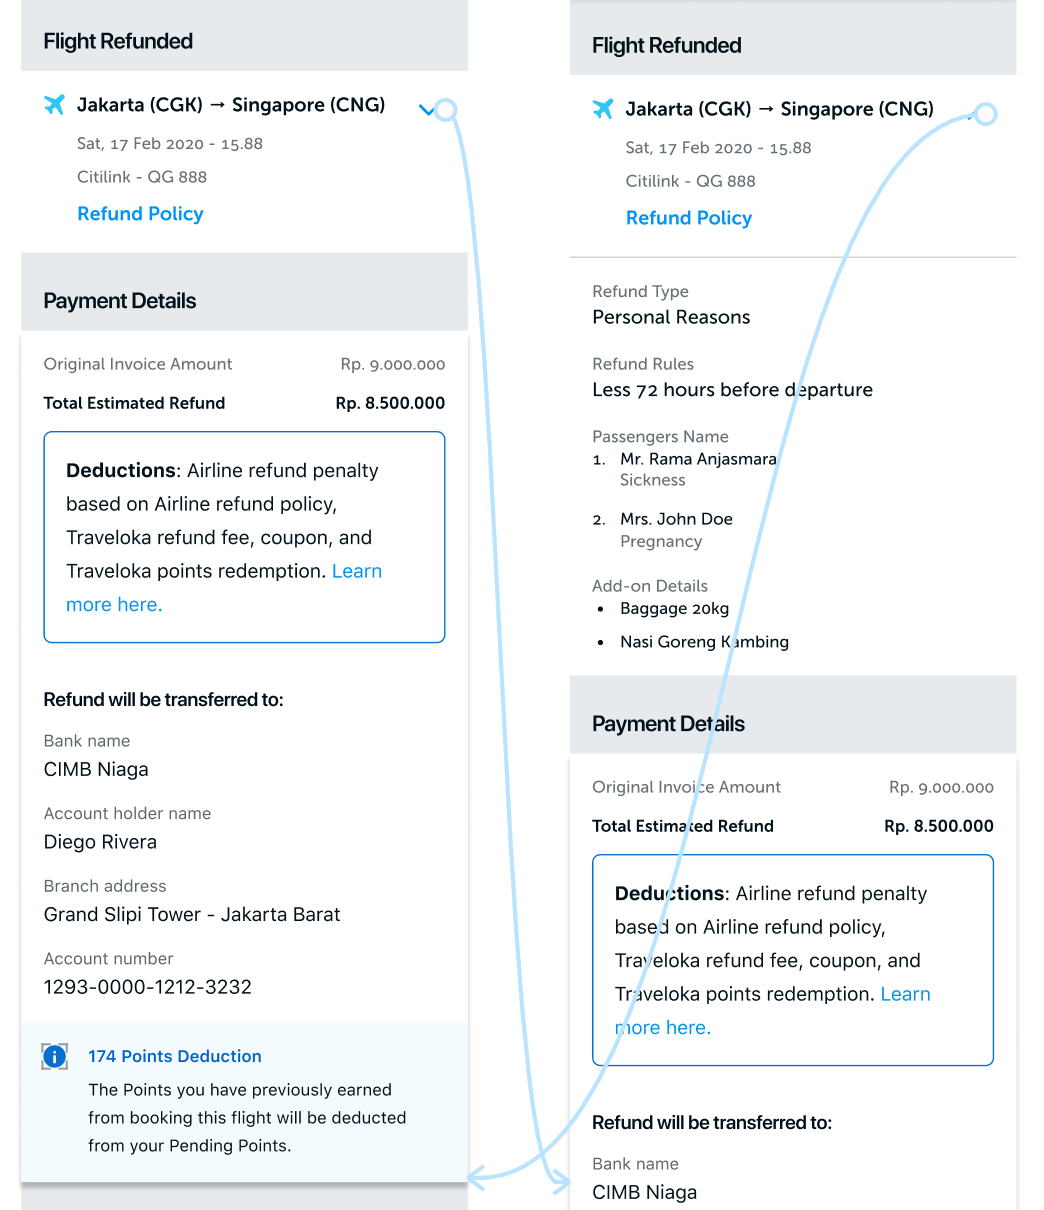 Flight Refunded
Jakarta (CGK) → Singapore (CNG)
Sat, 17 Feb 2020 - 15.88
Citilink - QG 888
Refund Policy
Payment Details
Original Invoice Amount Rp. 9.000.000
Total Estimated Refund Rp. 8.500.000
Deductions: Airline refund penalty
based on Airline refund policy,
Traveloka refund fee, coupon, and
Traveloka points redemption. Learn
more here.
Refund will be transferred to:
Bank name
CIMB Niaga
Account holder name
Diego Rivera
Branch address
Grand Slipi Tower - Jakarta Barat
Account number
1293-0000-1212-3232
174 Points Deduction
The Points you have previously earned
from booking this flight will be deducted
from your Pending Points.
Flight Refunded
Jakarta (CGK) → Singapore (CNG)
Sat, 17 Feb 2020 - 15.88
Citilink - QG 888
Refund Policy
Refund Type
Personal Reasons
Refund Rules
Less 72 hours before departure
Passengers Name
1. Mr. Rama Anjasmara
Sickness
2. Mrs. John Doe
Pregnancy
Add-on Details
• Baggage 20kg
• Nasi Goreng Kambing
Payment Details
Original Invoice Amount Rp. 9.000.000
Total Estimated Refund Rp. 8.500.000
Deductions: Airline refund penalty
based on Airline refund policy,
Traveloka refund fee, coupon, and
Traveloka points redemption. Learn
more here.
Refund will be transferred to:
Bank name
CIMB Niaga